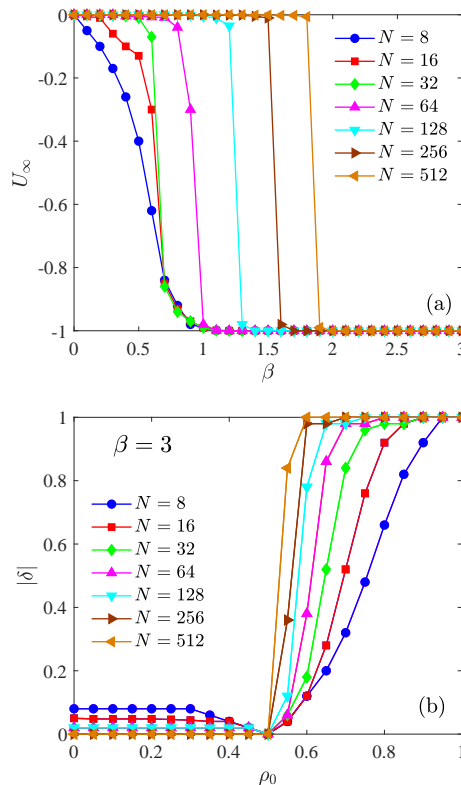 0
-0.2
-0.4
-0.6
-0.8
-1
U∞
N = 8
N = 16
N = 32
N = 64
N = 128
N = 256
N = 512
(a)
0 0.5 1 1.5 2 2.5 3
β
1
0.8
0.6
0.4
0.2
0
|δ|
β = 3
N = 8
N = 16
N = 32
N = 64
N = 128
N = 256
N = 512
(b)
0 0.2 0.4 0.6 0.8 1
ρ₀